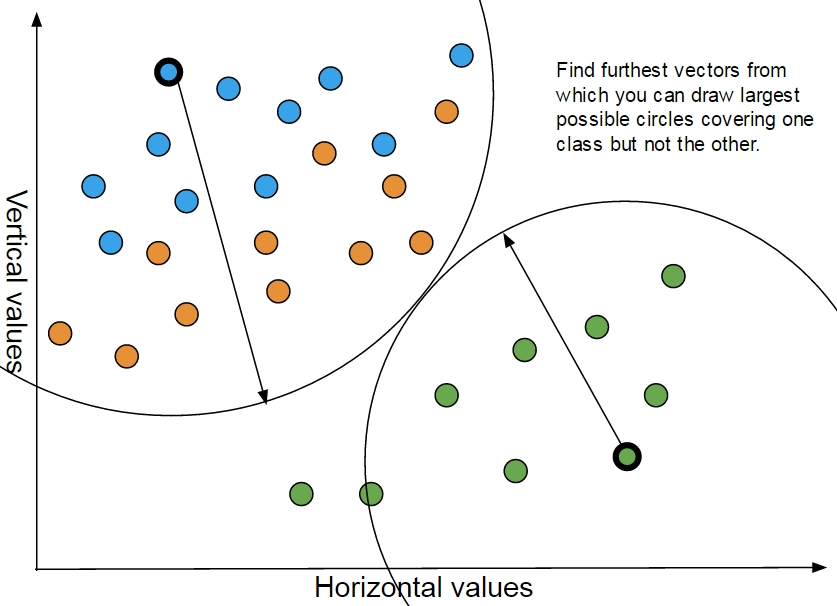 Find furthest vectors from
which you can draw largest
possible circles covering one
class but not the other.
Vertical values
Horizontal values